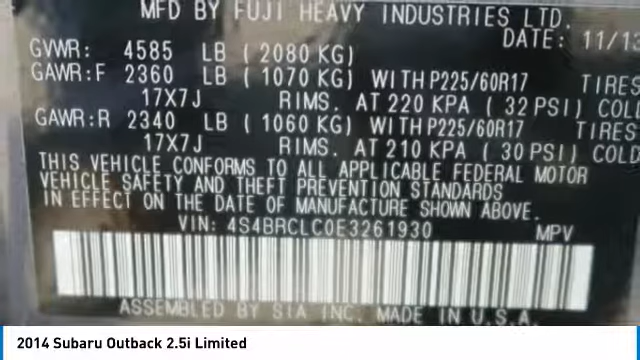 MFD BY FUJI HEAVY INDUSTRIES LTD.
DATE: 11/13
GVWR: 4585 LB ( 2080 KG)
GAWR:F 2360 LB ( 1070 KG) WITH P225/60R17 TIRES
17X7J RIMS. AT 220 KPA ( 32 PSI) COLD
GAWR:R 2340 LB ( 1060 KG) WITH P225/60R17 TIRES
17X7J RIMS. AT 210 KPA ( 30 PSI) COLD
THIS VEHICLE CONFORMS TO ALL APPLICABLE FEDERAL MOTOR
VEHICLE SAFETY AND THEFT PREVENTION STANDARDS
IN EFFECT ON THE DATE OF MANUFACTURE SHOWN ABOVE.
VIN: 4S4BRCLC0E3261930 MPV
ASSEMBLED BY SIA INC. MADE IN U.S.A.
2014 Subaru Outback 2.5i Limited